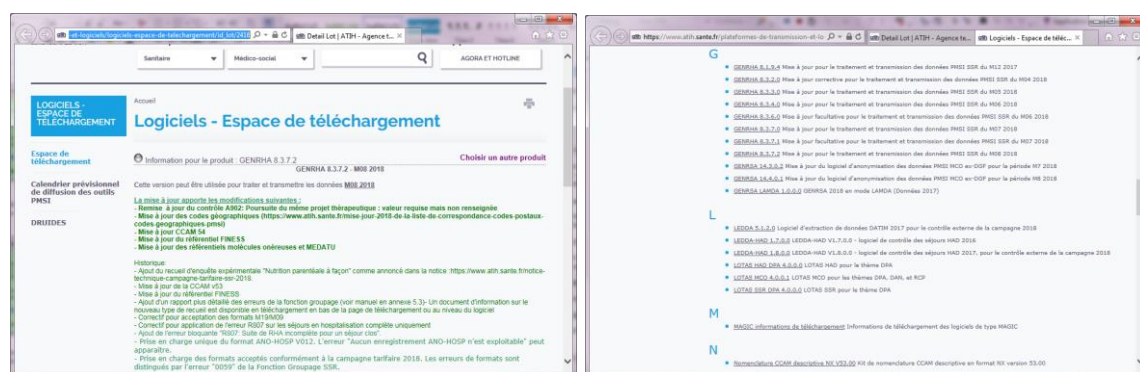 -et-logiciels/logiciels-espace-de-telechargement/id_lot/2418
Detail Lot | ATIH - Agence t...
Sanitaire
Médico-social
AGORA ET HOTLINE
LOGICIELS -
ESPACE DE
TÉLÉCHARGEMENT
Accueil
Logiciels - Espace de téléchargement
Espace de
téléchargement
Calendrier prévisionnel
de diffusion des outils
PMSI
DRUIDES
Information pour le produit : GENRHA 8.3.7.2
Choisir un autre produit
GENRHA 8.3.7.2 - M08 2018
Cette version peut être utilisée pour traiter et transmettre les données M08 2018
La mise à jour apporte les modifications suivantes :
- Remise à jour du contrôle A902: Poursuite du même projet thérapeutique : valeur requise mais non renseignée
- Mise à jour des codes géographiques (https://www.atih.sante.fr/mise-jour-2018-de-la-liste-de-correspondance-codes-postaux-
codes-geographiques-pmsi)
- Mise à jour CCAM 54
- Mise à jour du référentiel FINESS
- Mise à jour des référentiels molécules onéreuses et MEDATU
Historique:
- Ajout du recueil d'enquête expérimentale "Nutrition parentéale à façon" comme annoncé dans la notice :https://www.atih.sante.fr/notice-
technique-campagne-tarifaire-ssr-2018.
- Mise à jour de la CCAM v53
- Mise à jour du référentiel FINESS
- Ajout d'un rapport plus détaillé des erreurs de la fonction groupage (voir manuel en annexe 5.3)- Un document d'information sur le
nouveau type de recueil est disponible en téléchargement en bas de la page de téléchargement ou au niveau du logiciel
- Correctif pour acceptation des formats M19/M09
- Correctif pour application de l'erreur RS07 sur les séjours en hospitalisation complète uniquement
- Ajout de l'erreur bloquante "RS07: Suite de RHA incomplète pour un séjour clos".
- Prise en charge unique du format ANO-HOSP V012. L'erreur "Aucun enregistrement ANO-HOSP n'est exploitable" peut
apparaître.
- Prise en charge des formats acceptés conformément à la campagne tarifaire 2018. Les erreurs de formats sont
distingués par l'erreur "0059" de la Fonction Groupage SSR.
https://www.atih.sante.fr/plateformes-de-transmission-et-lo
Detail Lot | ATIH - Agence te...
Logiciels - Espace de téléc...
G
GENRHA 8.1.9.4 Mise à jour pour le traitement et transmission des données PMSI SSR du M12 2017
GENRHA 8.3.2.0 Mise à jour corrective pour le traitement et transmission des données PMSI SSR du M04 2018
GENRHA 8.3.3.0 Mise à jour pour le traitement et transmission des données PMSI SSR du M05 2018
GENRHA 8.3.4.0 Mise à jour pour le traitement et transmission des données PMSI SSR du M06 2018
GENRHA 8.3.6.0 Mise à jour facultative pour le traitement et transmission des données PMSI SSR du M06 2018
GENRHA 8.3.7.0 Mise à jour pour le traitement et transmission des données PMSI SSR du M07 2018
GENRHA 8.3.7.1 Mise à jour facultative pour le traitement et transmission des données PMSI SSR du M07 2018
GENRHA 8.3.7.2 Mise à jour pour le traitement et transmission des données PMSI SSR du M08 2018
GENRSA 14.3.0.2 Mise à jour du logiciel d'anonymisation des données PMSI MCO ex-DGF pour la période M7 2018
GENRSA 14.4.0.1 Mise à jour du logiciel d'anonymisation des données PMSI MCO ex-DGF pour la période M8 2018
GENRSA LAMDA 1.0.0.0 GENRSA 2018 en mode LAMDA (Données 2017)
L
LEDDA 5.1.2.0 Logiciel d'extraction de données DATIM 2017 pour le contrôle externe de la campagne 2018
LEDDA-HAD 1.7.0.0 LEDDA-HAD V1.7.0.0 - logiciel de contrôle des séjours HAD 2016
LEDDA-HAD 1.8.0.0 LEDDA-HAD V1.8.0.0 - logiciel de contrôle des séjours HAD 2017, pour le contrôle externe de la campagne 2018
LOTAS HAD DPA 4.0.0.0 LOTAS HAD pour le thème DPA
LOTAS MCO 4.0.0.1 LOTAS MCO pour les thèmes DPA, DAN, et RCP
LOTAS SSR DPA 4.0.0.0 LOTAS SSR pour le thème DPA
M
MAGIC informations de téléchargement Informations de téléchargement des logiciels de type MAGIC
N
Nomenclature CCAM descriptive NX V53.00 Kit de nomenclature CCAM descriptive en format NX version 53.00